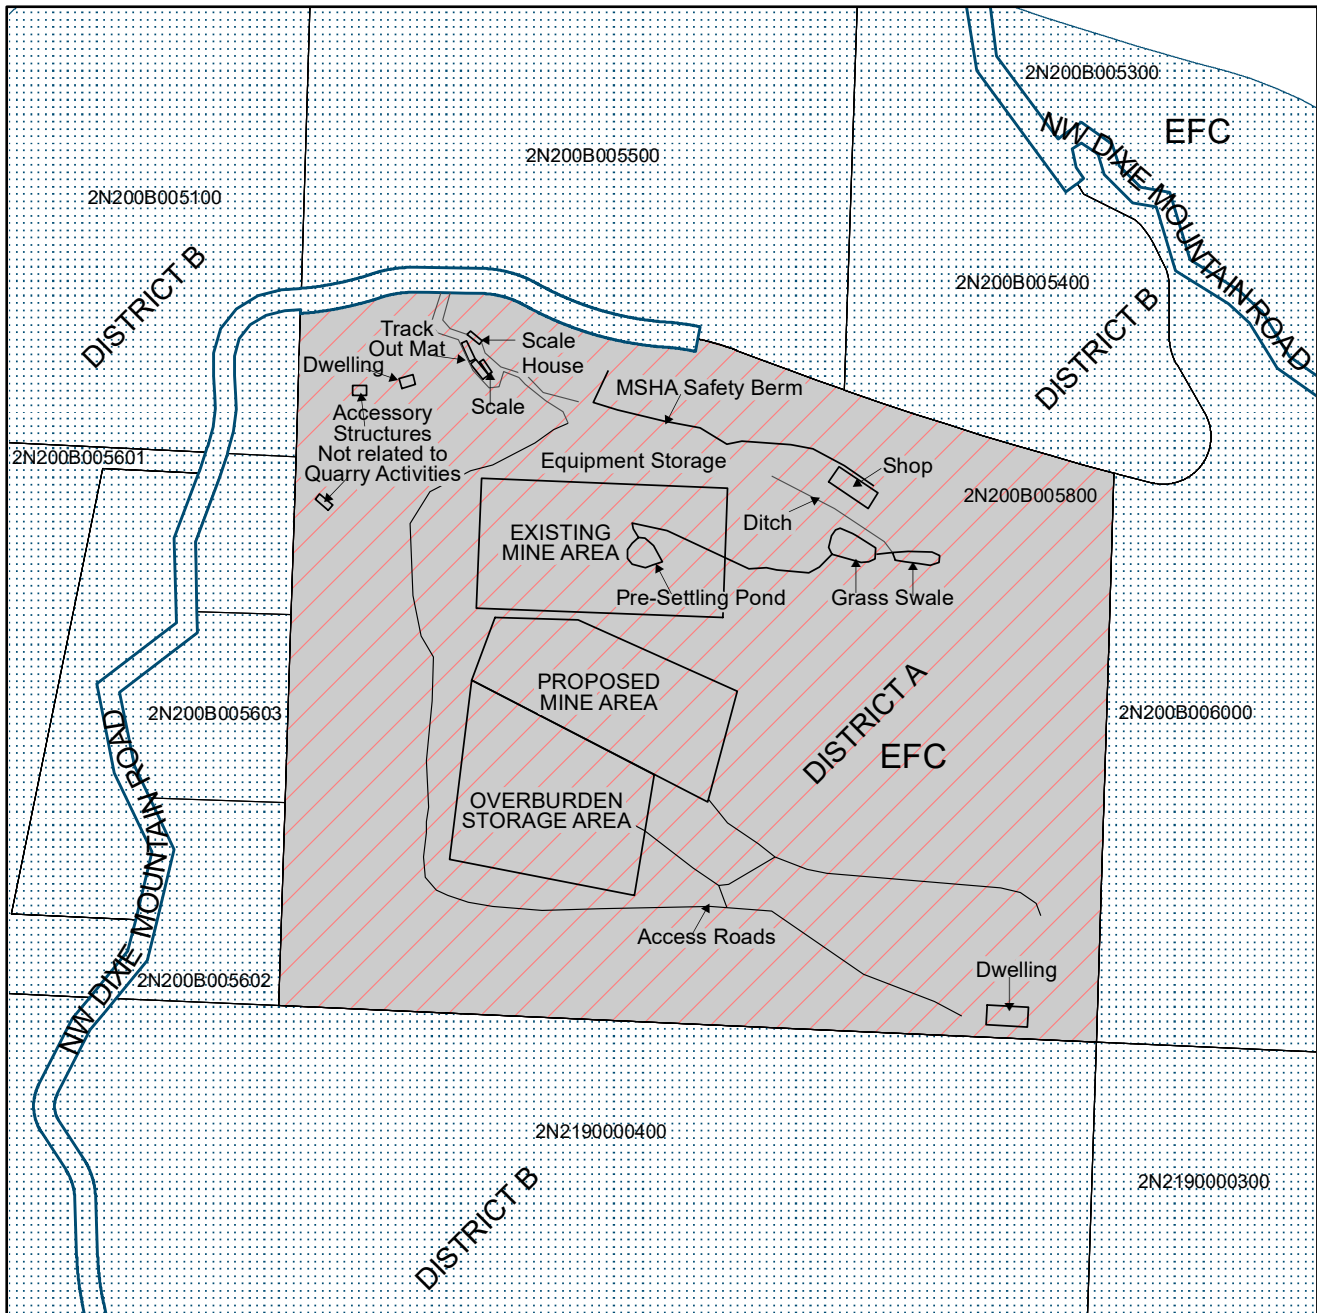 2N200B005300
EFC
NW DIXIE MOUNTAIN ROAD
2N200B005500
2N200B005100
DISTRICT B
2N200B005400
DISTRICT B
Track
Out Mat
Scale
House
Dwelling
Scale
MSHA Safety Berm
Accessory
Structures
Not related to
Quarry Activities
2N200B005601
Equipment Storage
Shop
2N200B005800
Ditch
EXISTING
MINE AREA
Pre-Settling Pond
Grass Swale
PROPOSED
MINE AREA
DISTRICT A
EFC
2N200B005603
2N200B006000
NW DIXIE MOUNTAIN ROAD
OVERBURDEN
STORAGE AREA
Access Roads
Dwelling
2N200B005602
2N2190000400
2N2190000300
DISTRICT B